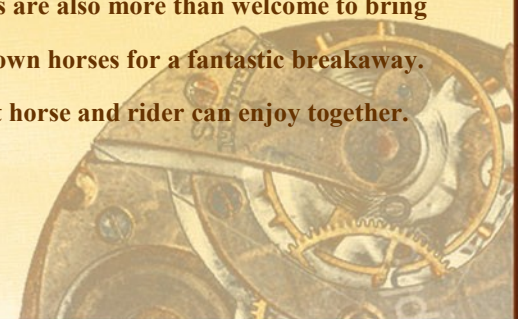 s are also more than welcome to bring
own horses for a fantastic breakaway.
t horse and rider can enjoy together.